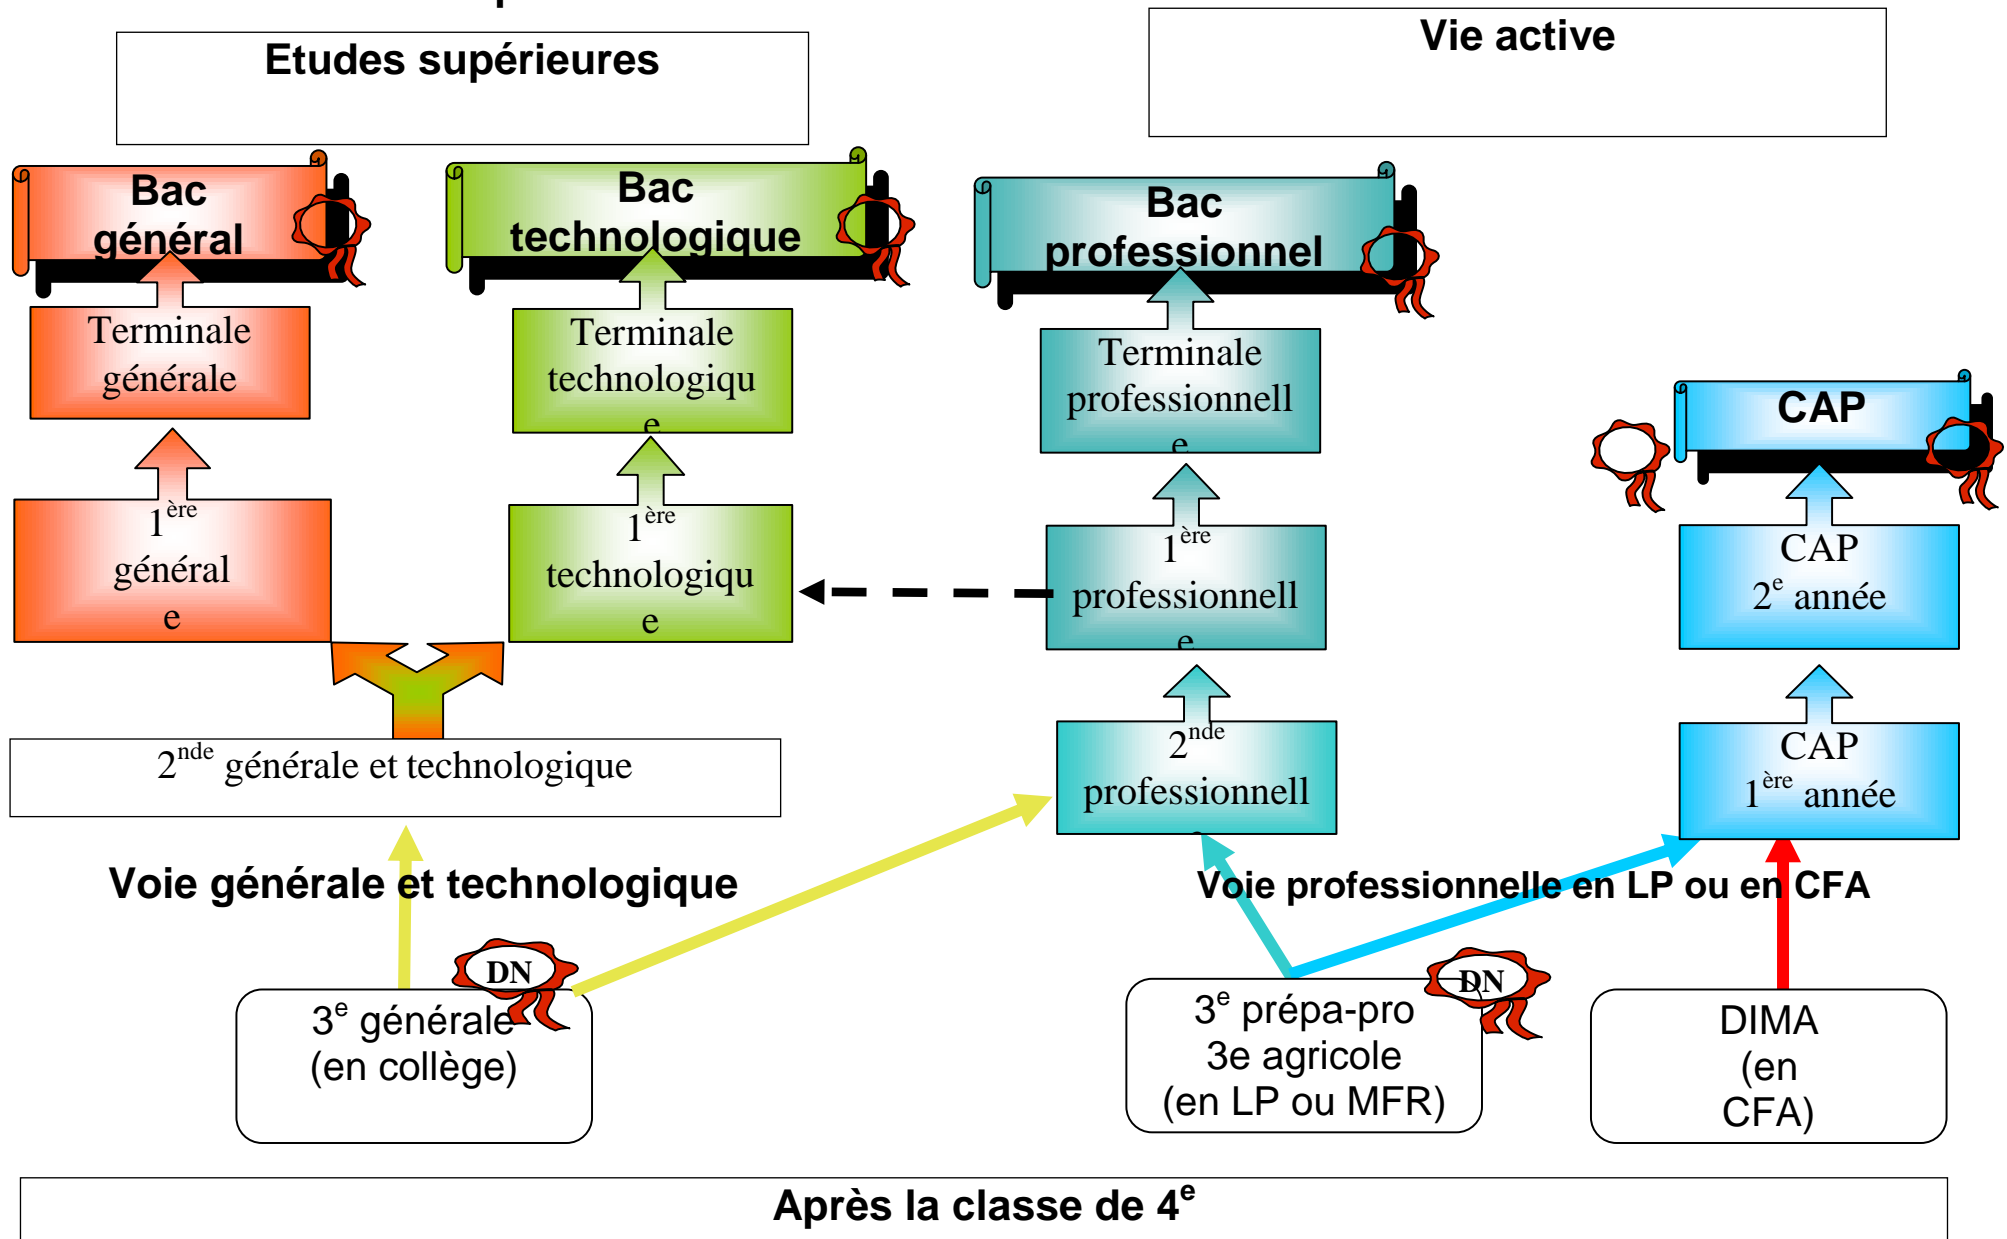 Etudes supérieures
Vie active
Bac
général
Bac
technologique
Bac
professionnel
Terminale
générale
Terminale
technologiqu
e
Terminale
professionnell
e
CAP
1ère
général
e
1ère
technologiqu
e
1ère
professionnell
e
CAP
2e année
2nde générale et technologique
2nde
professionnell
CAP
1ère année
Voie générale et technologique
Voie professionnelle en LP ou en CFA
DN
3e générale
(en collège)
DN
3e prépa-pro
3e agricole
(en LP ou MFR)
DIMA
(en
CFA)
Après la classe de 4e